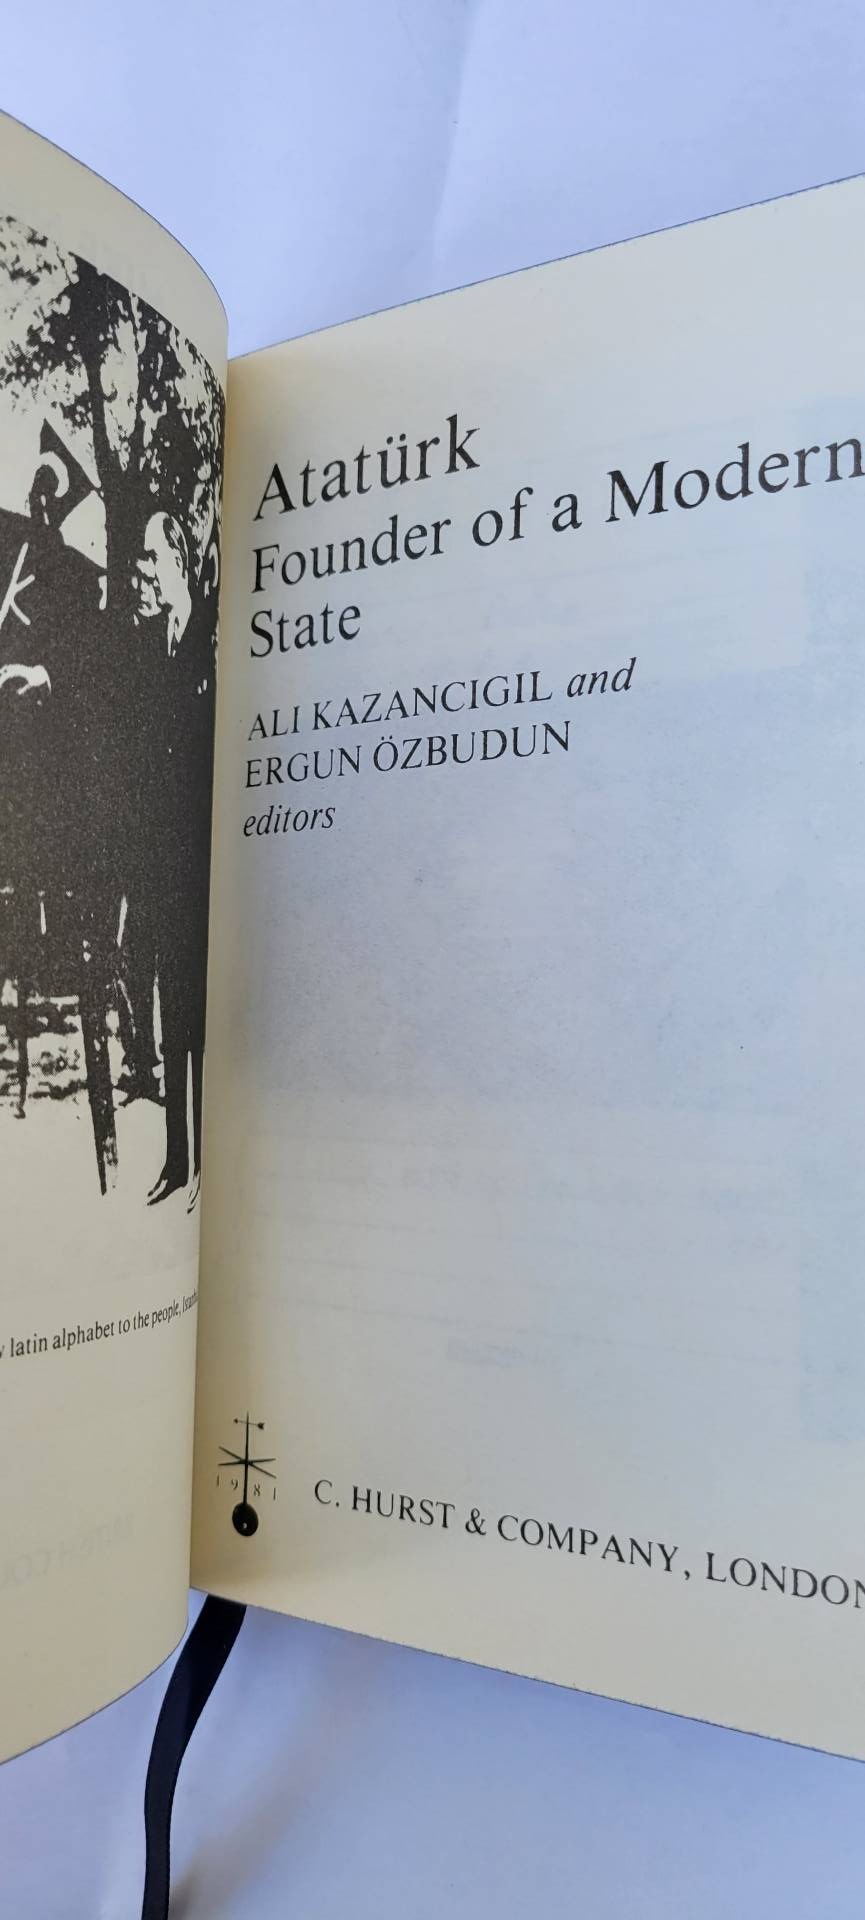 k
latin alphabet to the people,
Atatürk
Founder of a Modern
State
ALI KAZANCIGIL and
ERGUN ÖZBUDUN
editors
1981
C. HURST & COMPANY, LONDON